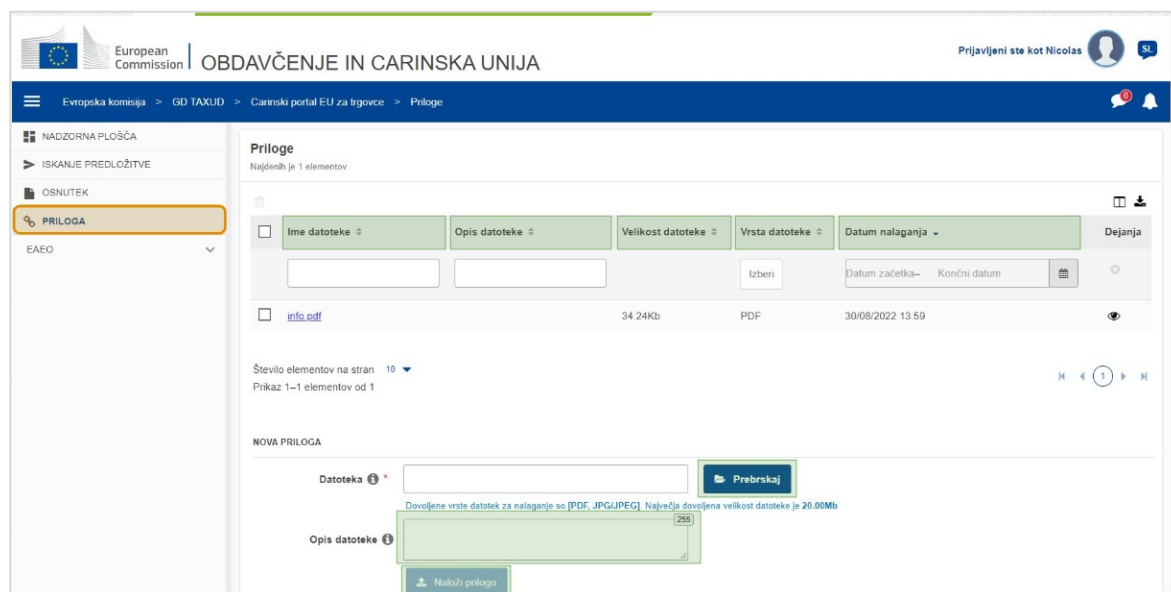 European
Commission
OBDAVČENJE IN CARINSKA UNIJA
Prijavljeni ste kot Nicolas
SL
Evropska komisija > GD TAXUD > Carinski portal EU za trgovce > Priloge
0
NADZORNA PLOŠČA
ISKANJE PREDLOŽITVE
OSNUTEK
PRILOGA
EAEO
Priloge
Najdenih je 1 elementov
Ime datoteke Opis datoteke Velikost datoteke Vrsta datoteke Datum nalaganja Dejanja
Izberi Datum začetka– Končni datum
info.pdf 34.24Kb PDF 30/08/2022 13:59
Število elementov na stran 10
Prikaz 1–1 elementov od 1
1
NOVA PRILOGA
Datoteka * Prebrskaj
Dovoljene vrste datotek za nalaganje so [PDF, JPG/JPEG]. Največja dovoljena velikost datoteke je 20.00Mb
255
Opis datoteke
Naloži prilogo